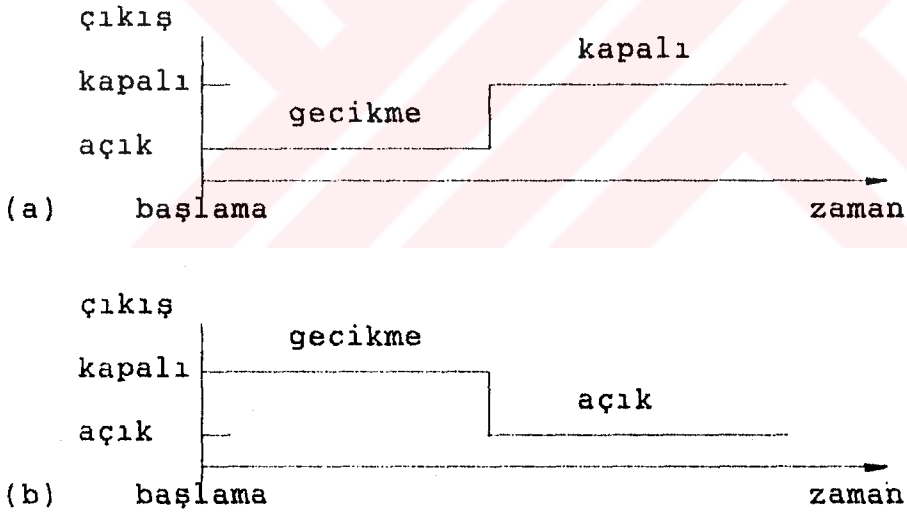 çıkış
kapalı
kapalı
gecikme
açık
(a) başlama zaman
çıkış
gecikme
kapalı
açık
açık
(b) başlama zaman